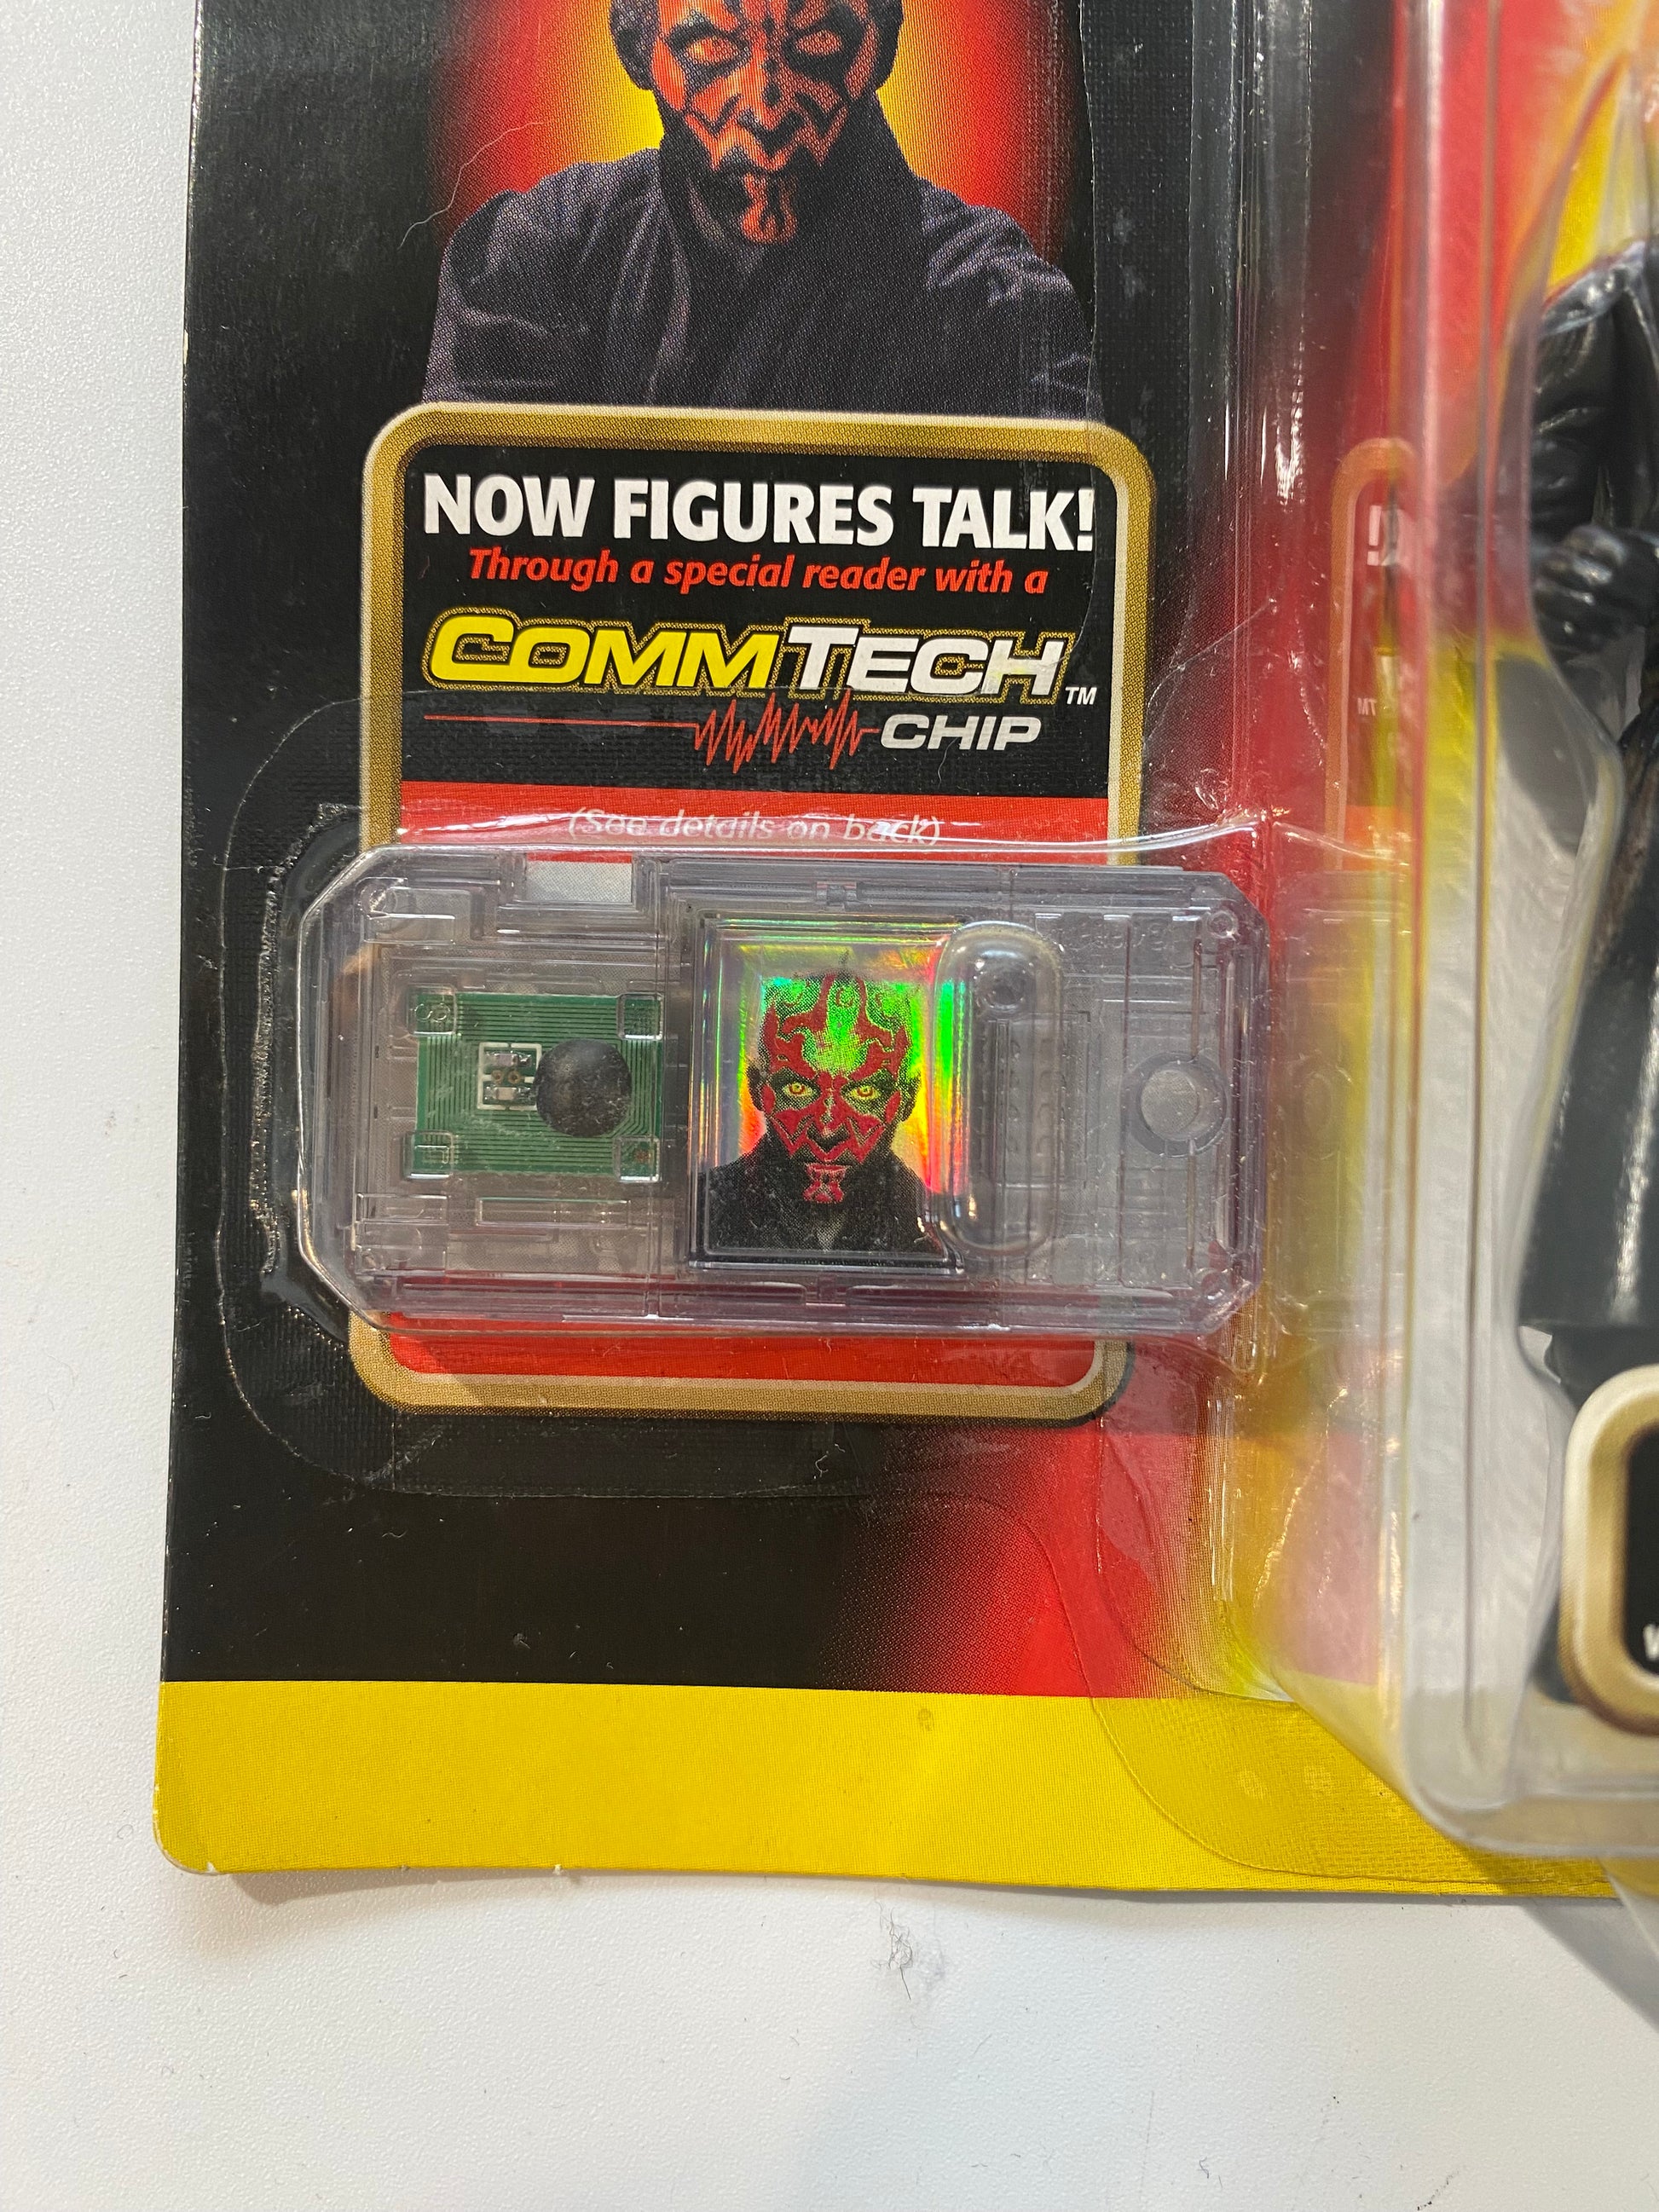 NOW FIGURES TALK!
Through a special reader with a
COMMTECH™
CHIP
(See details on back)